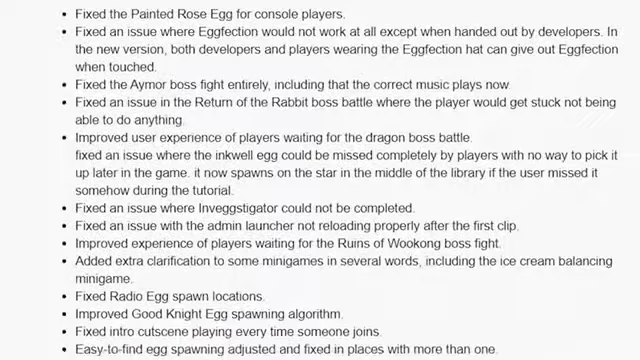 Fixed the Painted Rose Egg for console players.
Fixed an issue where Eggfection would not work at all except when handed out by developers. In
the new version, both developers and players wearing the Eggfection hat can give out Eggfection
when touched.
Fixed the Aymor boss fight entirely, including that the correct music plays now
Fixed an issue in the Return of the Rabbit boss battle where the player would get stuck not being
able to do anything.
Improved user experience of players waiting for the dragon boss battle.
fixed an issue where the inkwell egg could be missed completely by players with no way to pick it
up later in the game. it now spawns on the star in the middle of the library if the user missed it
somehow during the tutorial.
Fixed an issue where Inveggstigator could not be completed.
Fixed an issue with the admin launcher not reloading properly after the first clip.
Improved experience of players waiting for the Ruins of Wookong boss fight.
Added extra clarification to some minigames in several words, including the ice cream balancing
minigame.
Fixed Radio Egg spawn locations.
Improved Good Knight Egg spawning algorithm.
Fixed intro cutscene playing every time someone joins.
Easy-to-find egg spawning adjusted and fixed in places with more than one.